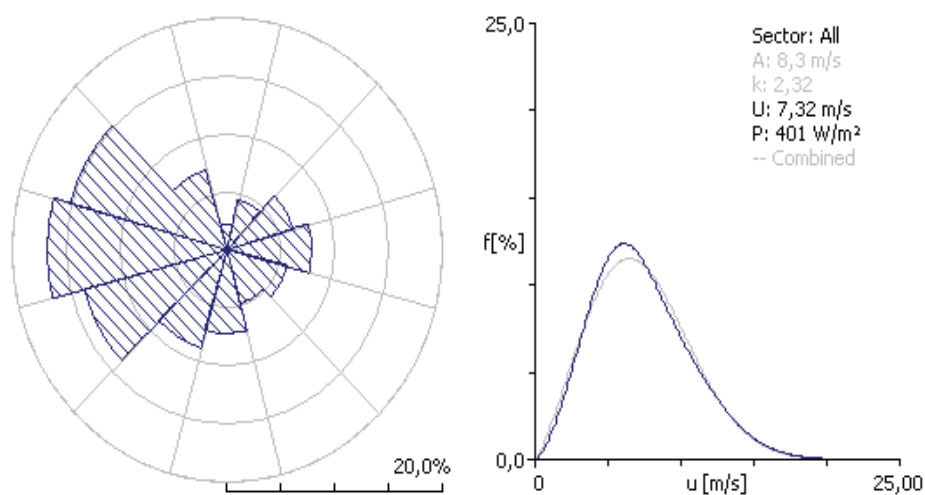 20,0%
25,0
f[%]
0,0
0
u [m/s]
25,00
Sector: All
A: 8,3 m/s
k: 2,32
U: 7,32 m/s
P: 401 W/m²
-- Combined